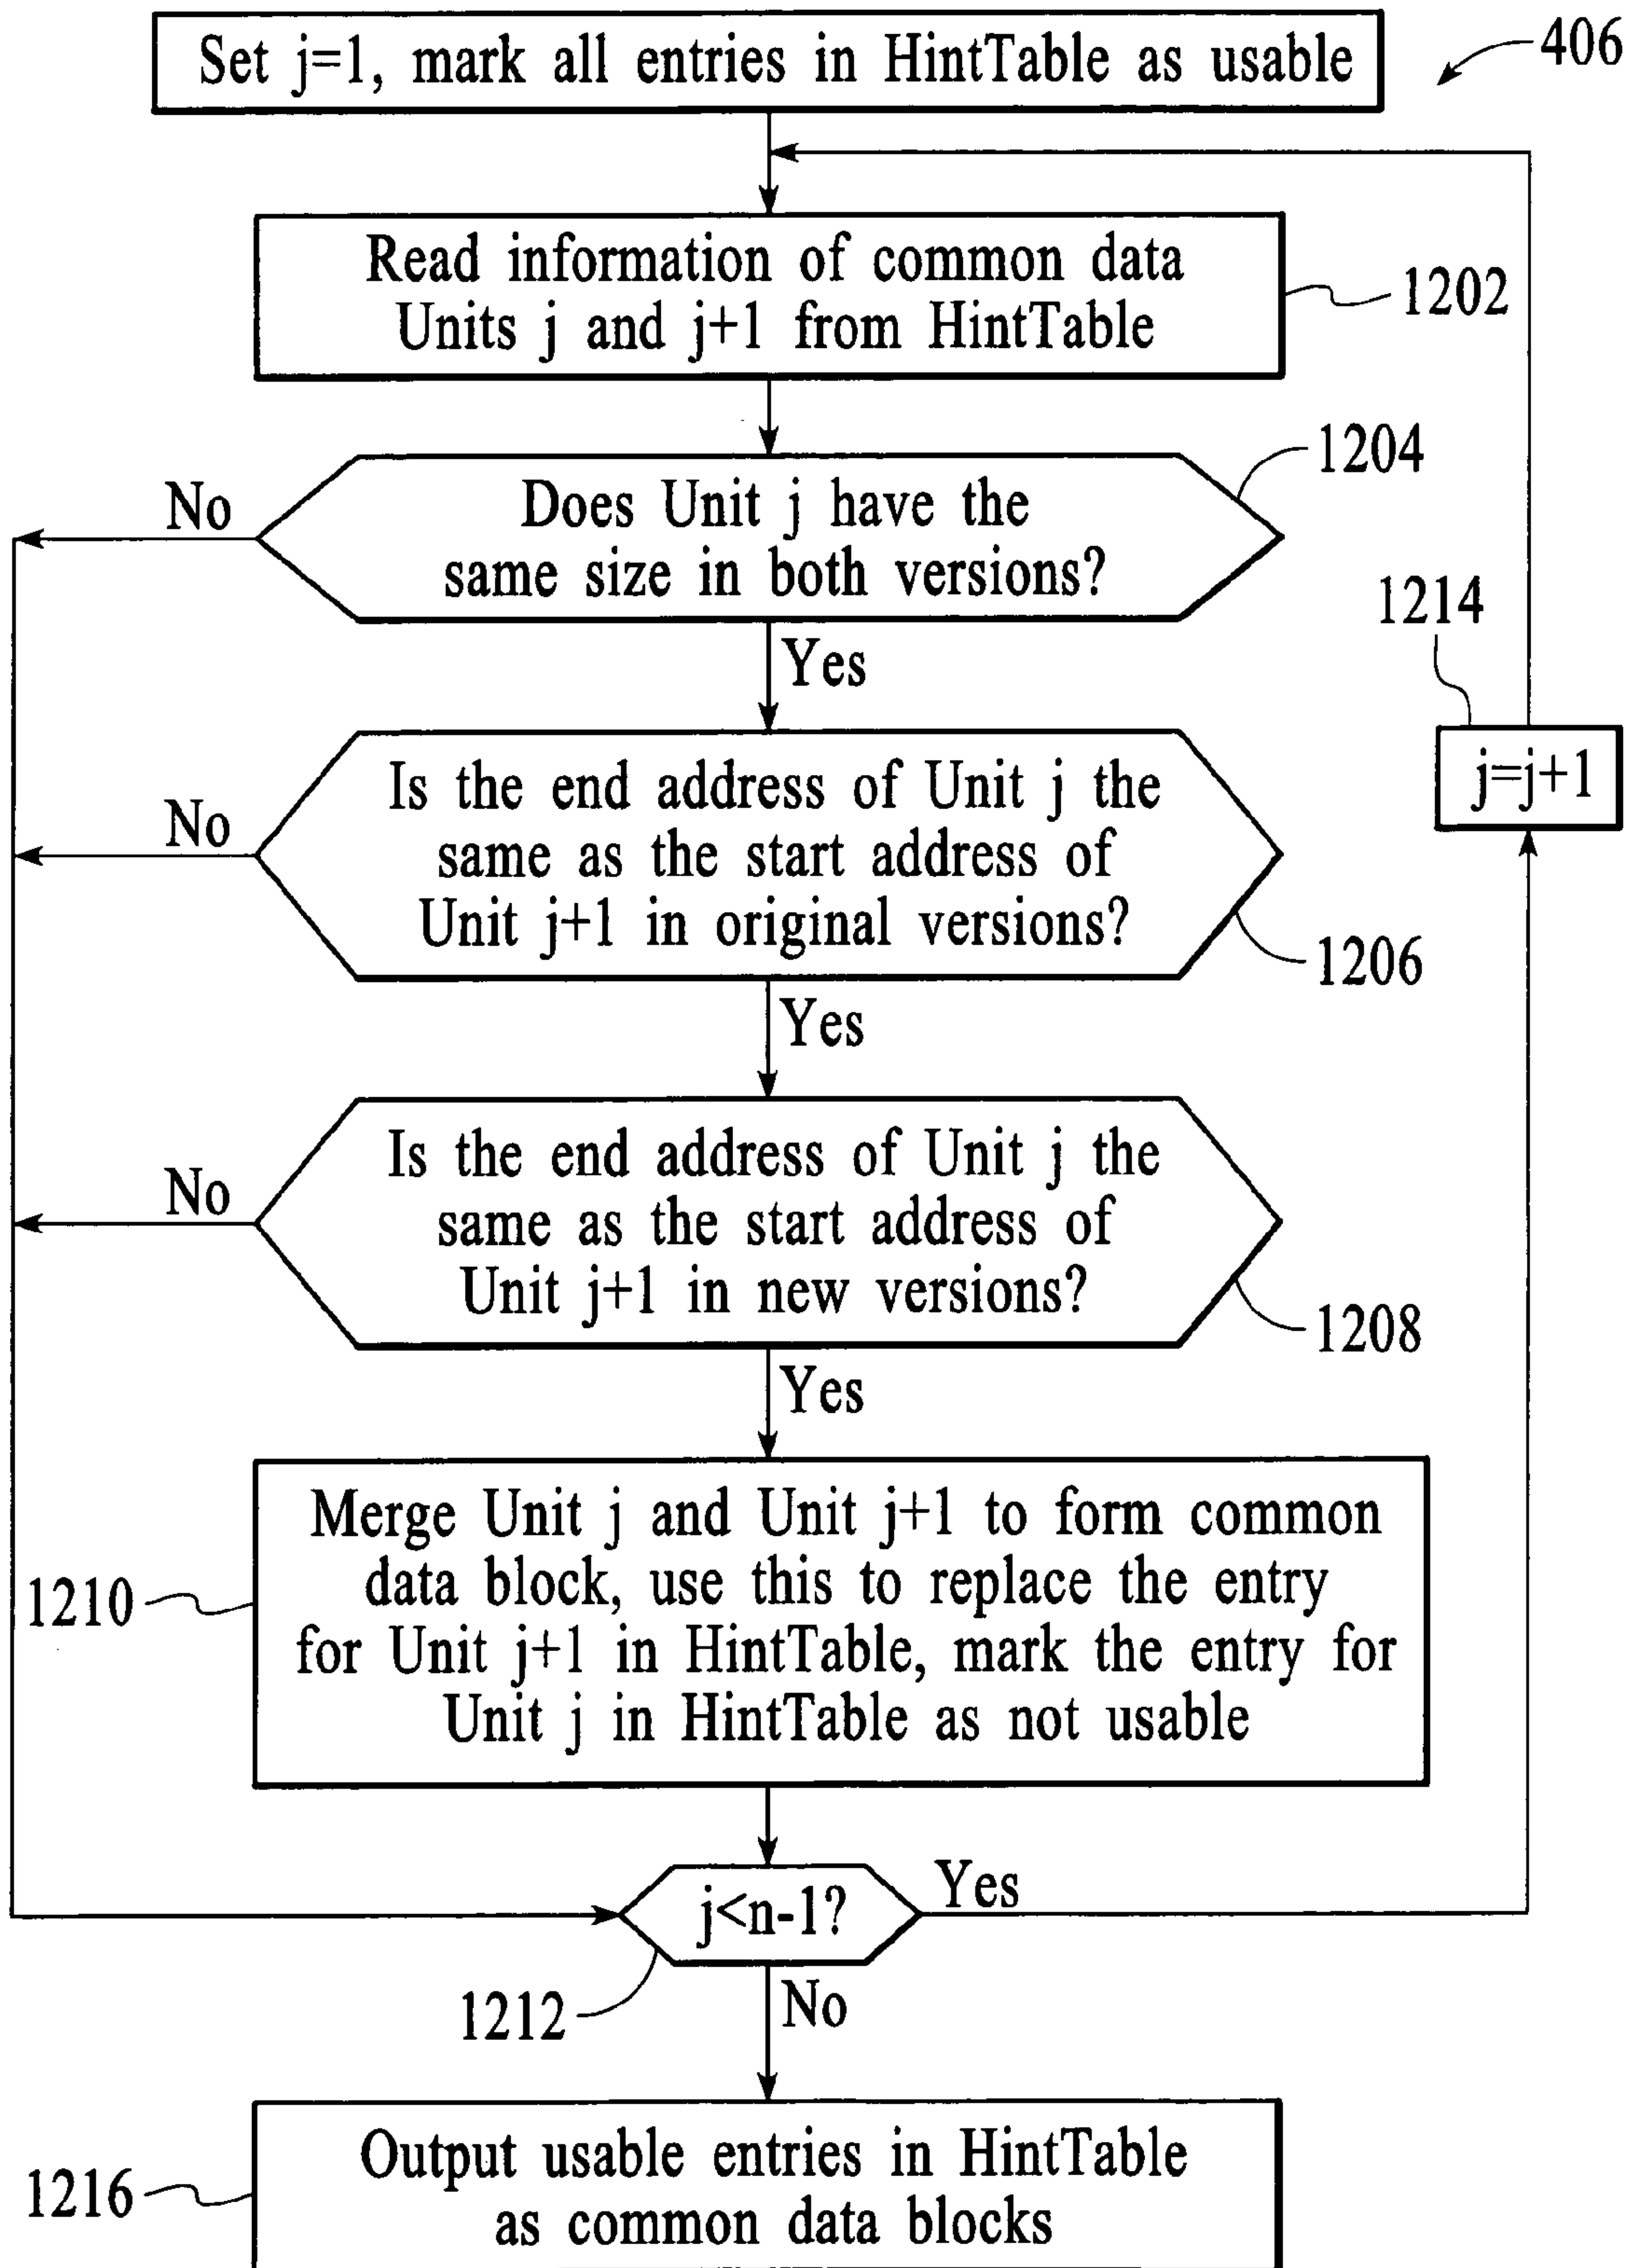 Set j=1, mark all entries in HintTable as usable
406
Read information of common data
Units j and j+1 from HintTable
1202
Does Unit j have the
same size in both versions?
1204
No
Yes
1214
j=j+1
Is the end address of Unit j the
same as the start address of
Unit j+1 in original versions?
No
1206
Yes
Is the end address of Unit j the
same as the start address of
Unit j+1 in new versions?
No
1208
Yes
Merge Unit j and Unit j+1 to form common
data block, use this to replace the entry
for Unit j+1 in HintTable, mark the entry for
Unit j in HintTable as not usable
1210
j<n-1?
Yes
1212
No
Output usable entries in HintTable
as common data blocks
1216